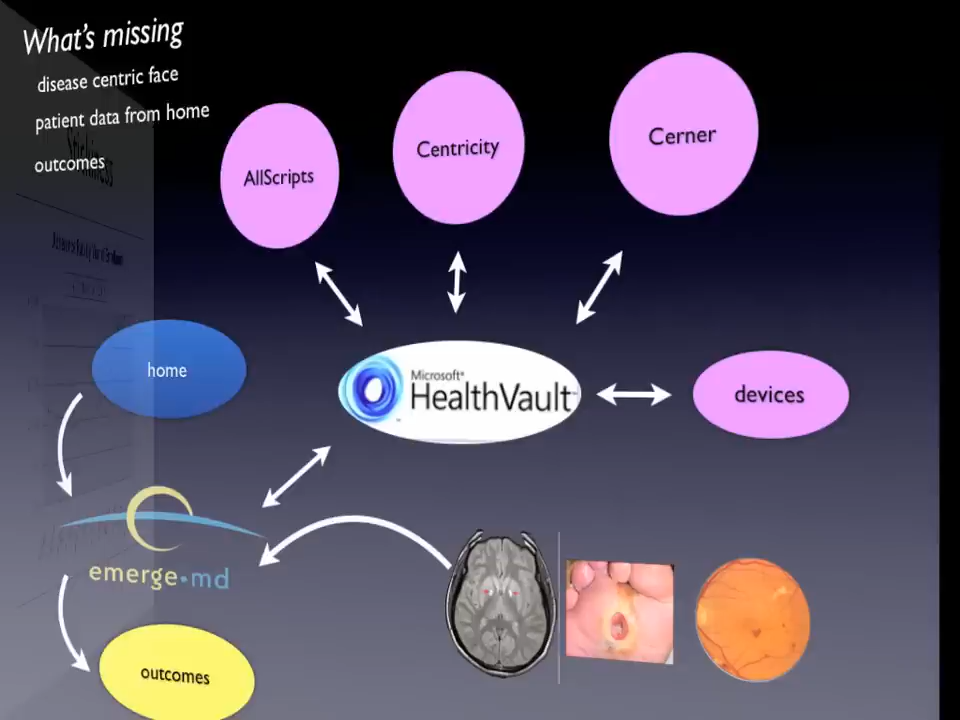 What's missing
disease centric face
patient data from home
outcomes
AllScripts
Centricity
Cerner
home
Microsoft®
HealthVault™
devices
emerge•md
outcomes